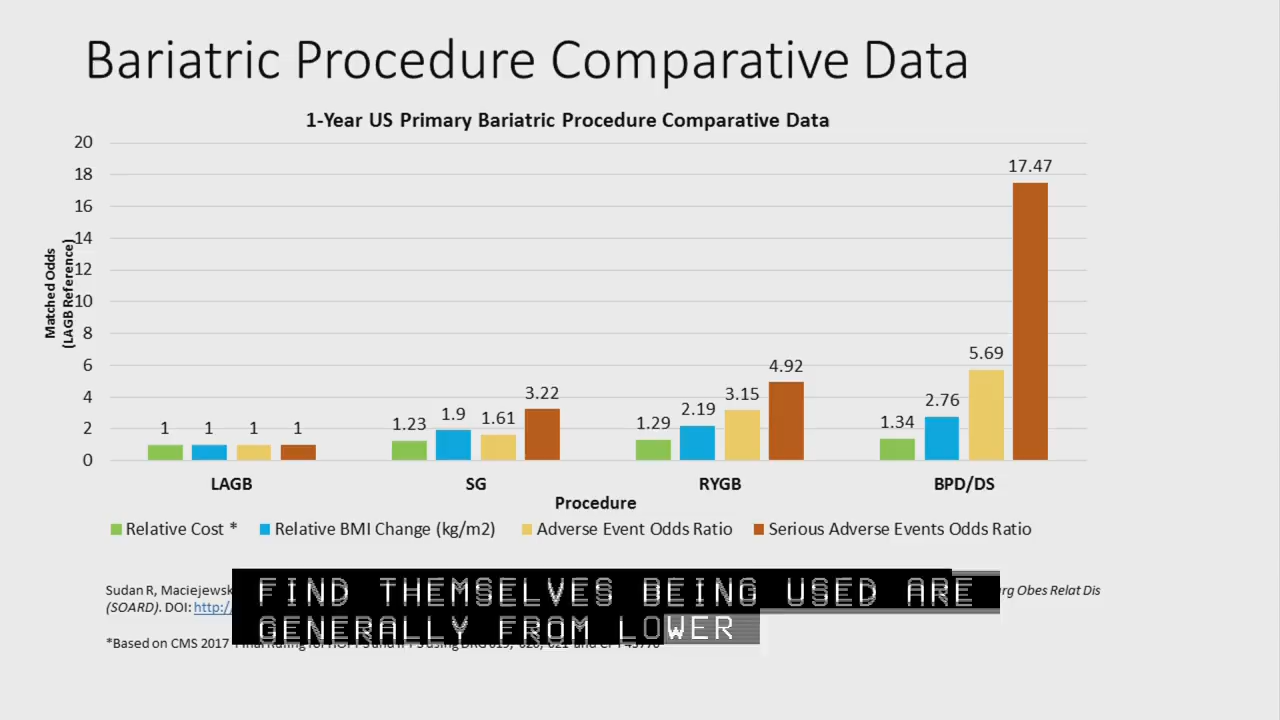 Bariatric Procedure Comparative Data
1-Year US Primary Bariatric Procedure Comparative Data
20
18
16
14
12
10
8
6
4
2
0
Matched Odds
(LAGB Reference)
1 1 1 1
1.23 1.9 1.61 3.22
1.29 2.19 3.15 4.92
1.34 2.76 5.69 17.47
LAGB SG RYGB BPD/DS
Procedure
Relative Cost * Relative BMI Change (kg/m2) Adverse Event Odds Ratio Serious Adverse Events Odds Ratio
Sudan R, Maciejewsk Obes Relat Dis
(SOARD). DOI: http:/
*Based on CMS 2017
FIND THEMSELVES BEING USED ARE
GENERALLY FROM LOWER